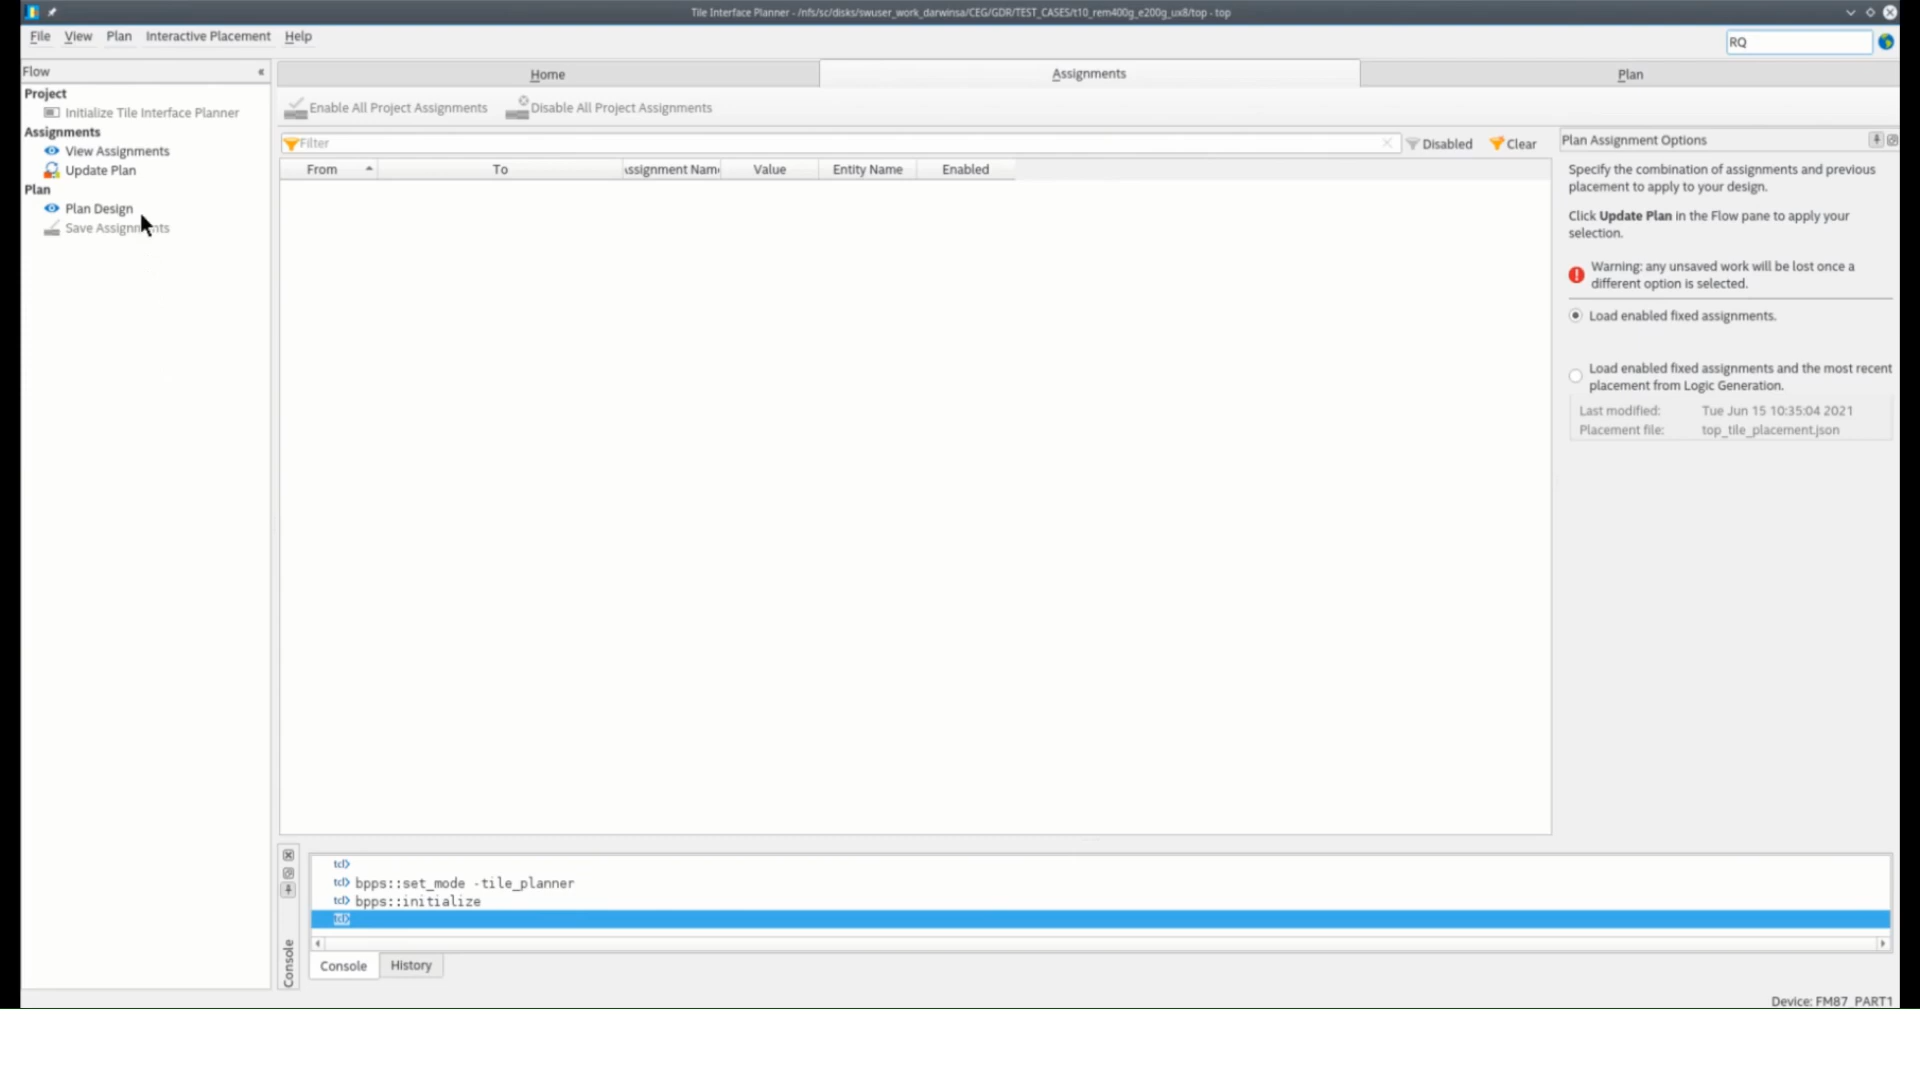 Tile Interface Planner - /nfs/sc/disks/swuser_work_darwinsa/CEG/GDR/TEST_CASES/t10_rem400g_e200g_ux8/top - top
File View Plan Interactive Placement Help
RQ
Flow
Home Assignments Plan
Project
Initialize Tile Interface Planner
Assignments
View Assignments
Update Plan
Plan
Plan Design
Save Assignments
Enable All Project Assignments Disable All Project Assignments
Filter Disabled Clear
From To ssignment Nam Value Entity Name Enabled
Plan Assignment Options
Specify the combination of assignments and previous
placement to apply to your design.
Click Update Plan in the Flow pane to apply your
selection.
Warning: any unsaved work will be lost once a
different option is selected.
Load enabled fixed assignments.
Load enabled fixed assignments and the most recent
placement from Logic Generation.
Last modified: Tue Jun 15 10:35:04 2021
Placement file: top_tile_placement.json
tcl>
tcl> bpps::set_mode -tile_planner
tcl> bpps::initialize
tcl>
Console
Console History
Device: FM87_PART1